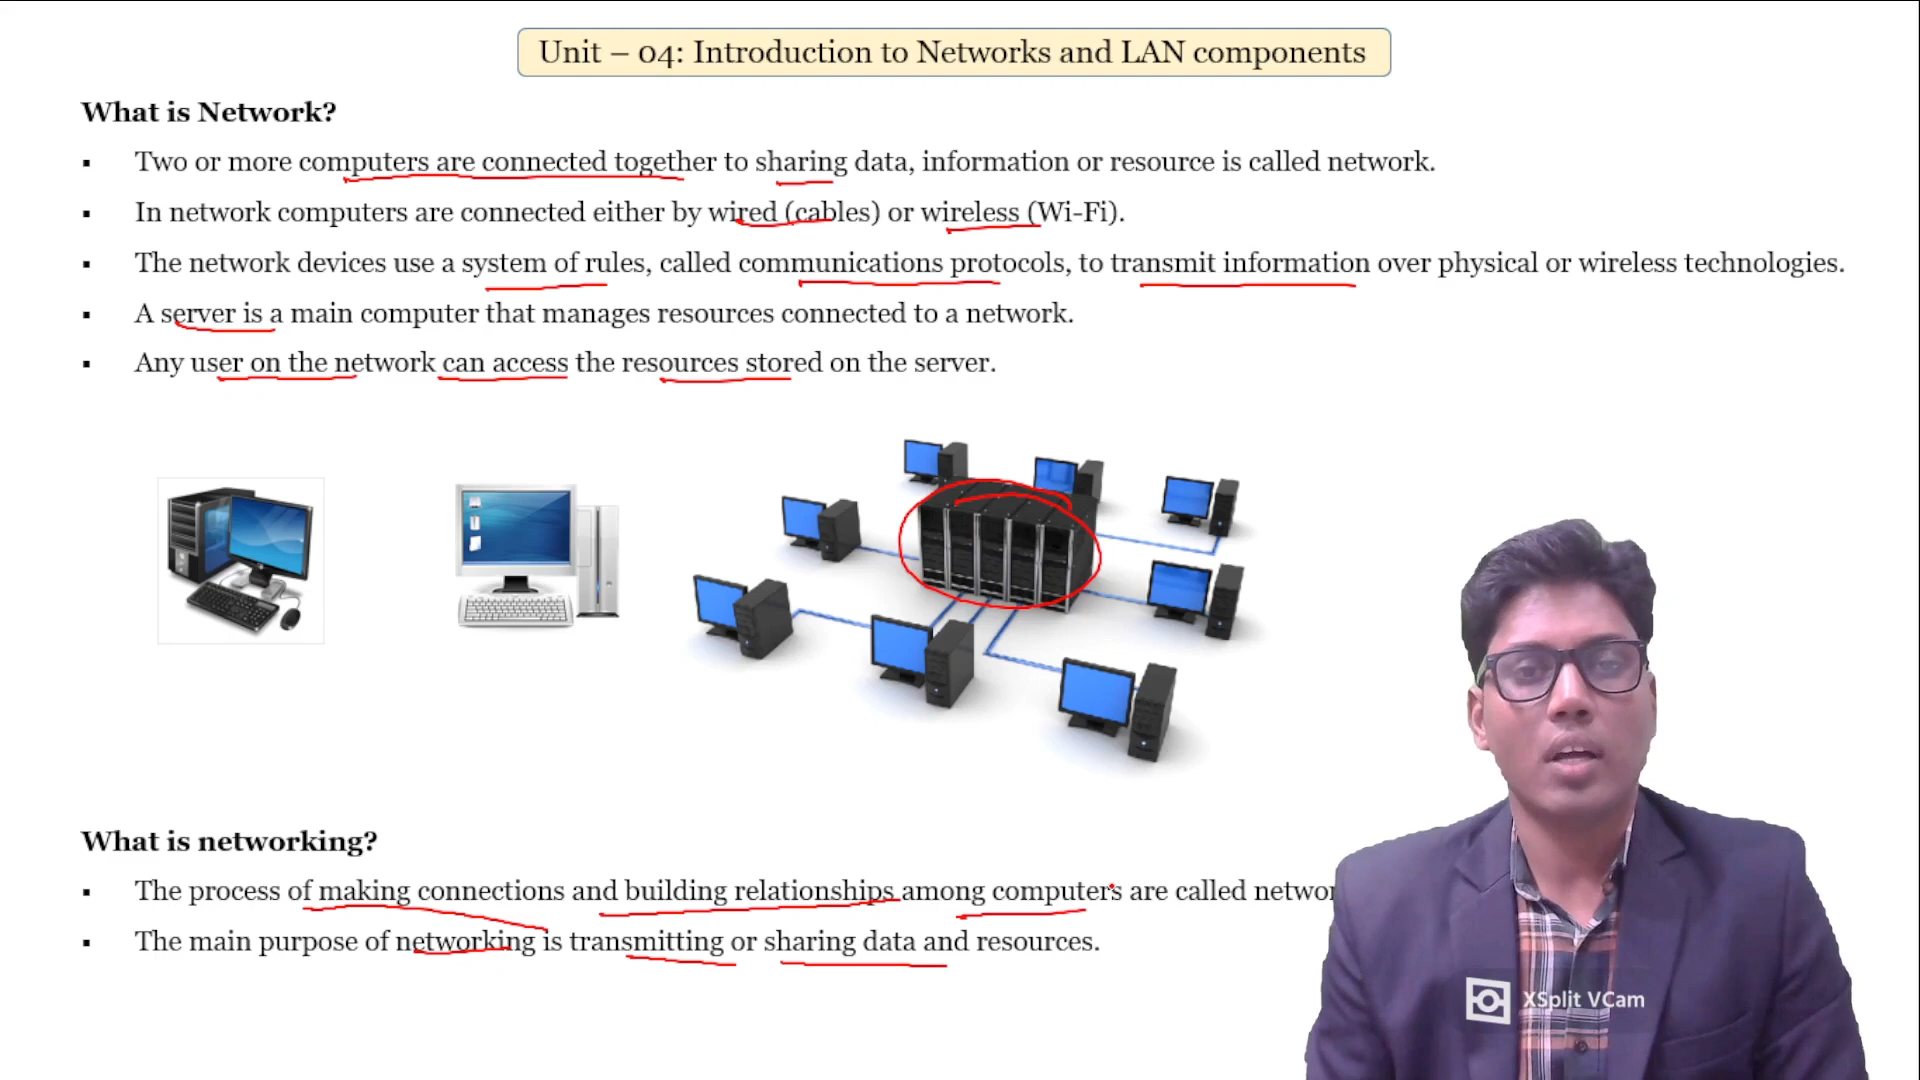 Unit – 04: Introduction to Networks and LAN components
What is Network?
▪ Two or more computers are connected together to sharing data, information or resource is called network.
▪ In network computers are connected either by wired (cables) or wireless (Wi-Fi).
▪ The network devices use a system of rules, called communications protocols, to transmit information over physical or wireless technologies.
▪ A server is a main computer that manages resources connected to a network.
▪ Any user on the network can access the resources stored on the server.
What is networking?
▪ The process of making connections and building relationships among computers are called networ
▪ The main purpose of networking is transmitting or sharing data and resources.
XSplit VCam